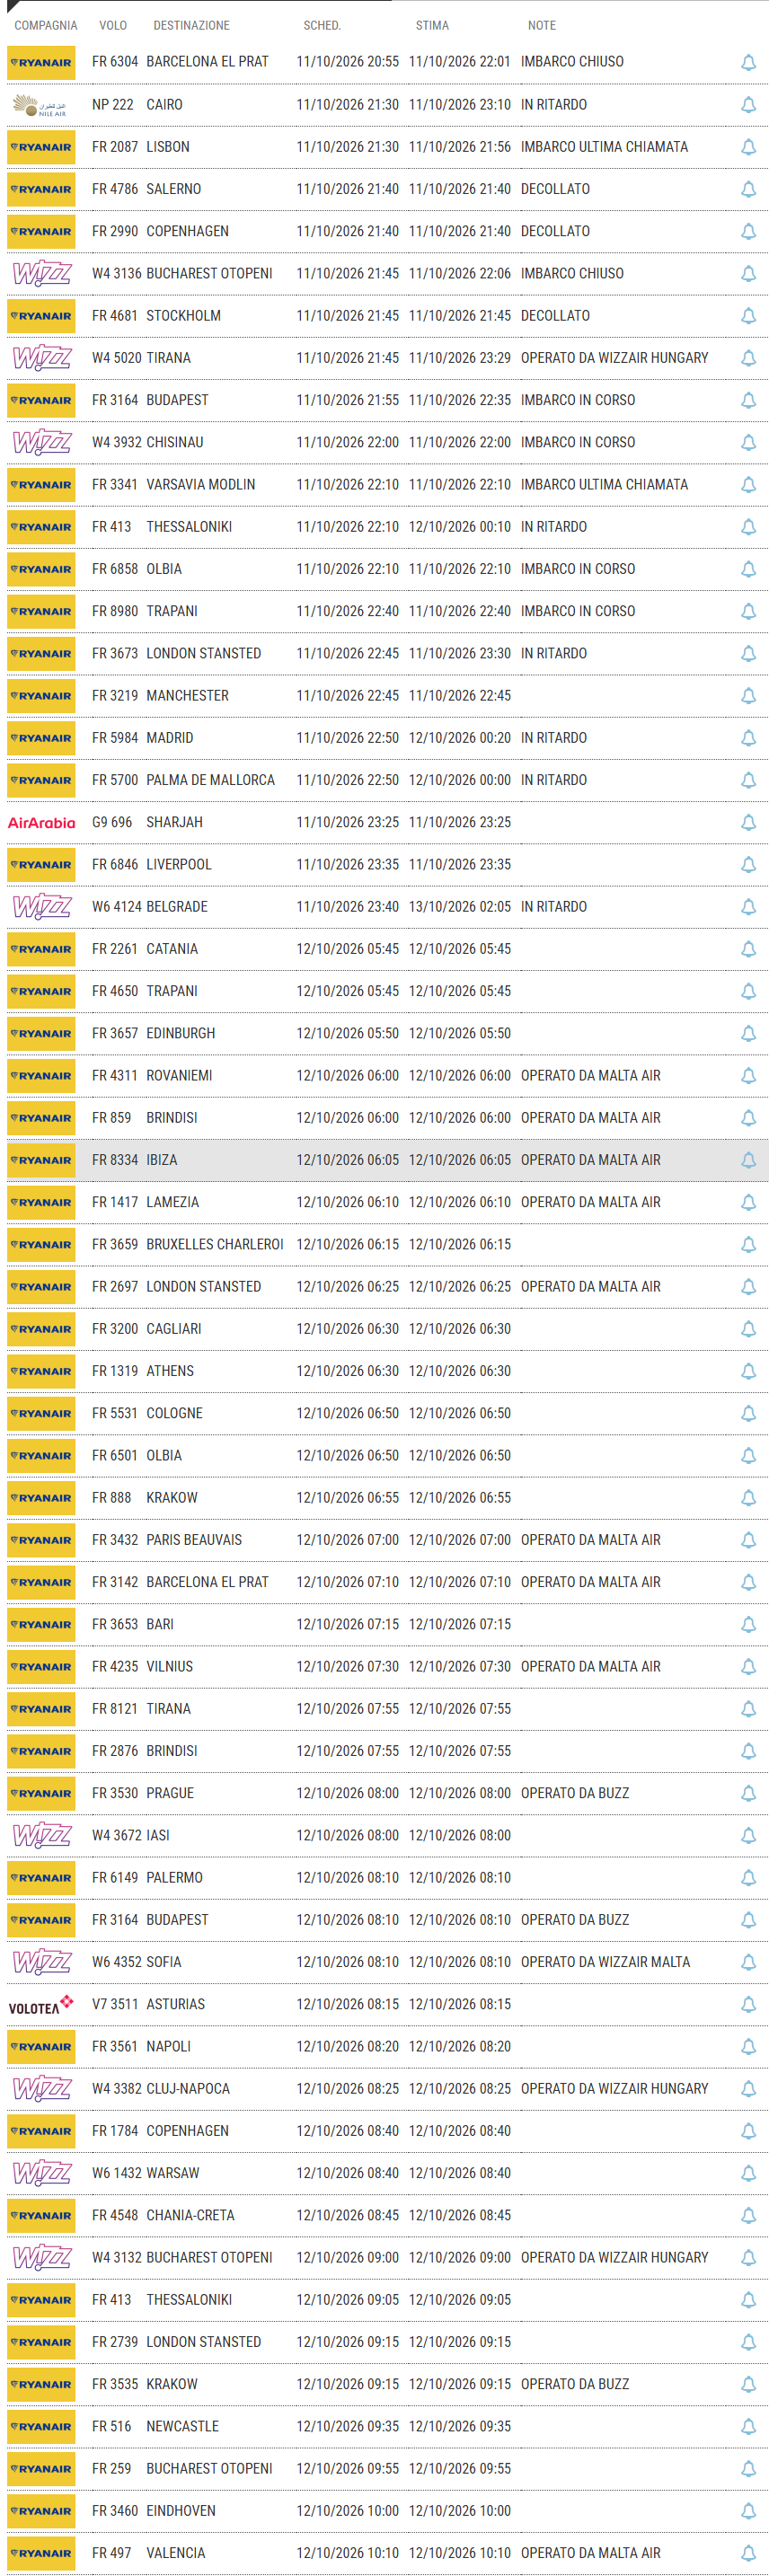 COMPAGNIA VOLO DESTINAZIONE SCHED. STIMA NOTE
RYANAIR FR 6304 BARCELONA EL PRAT 11/10/2026 20:55 11/10/2026 22:01 IMBARCO CHIUSO
النيل للطيران NILE AIR NP 222 CAIRO 11/10/2026 21:30 11/10/2026 23:10 IN RITARDO
RYANAIR FR 2087 LISBON 11/10/2026 21:30 11/10/2026 21:56 IMBARCO ULTIMA CHIAMATA
RYANAIR FR 4786 SALERNO 11/10/2026 21:40 11/10/2026 21:40 DECOLLATO
RYANAIR FR 2990 COPENHAGEN 11/10/2026 21:40 11/10/2026 21:40 DECOLLATO
WIZZ W4 3136 BUCHAREST OTOPENI 11/10/2026 21:45 11/10/2026 22:06 IMBARCO CHIUSO
RYANAIR FR 4681 STOCKHOLM 11/10/2026 21:45 11/10/2026 21:45 DECOLLATO
WIZZ W4 5020 TIRANA 11/10/2026 21:45 11/10/2026 23:29 OPERATO DA WIZZAIR HUNGARY
RYANAIR FR 3164 BUDAPEST 11/10/2026 21:55 11/10/2026 22:35 IMBARCO IN CORSO
WIZZ W4 3932 CHISINAU 11/10/2026 22:00 11/10/2026 22:00 IMBARCO IN CORSO
RYANAIR FR 3341 VARSAVIA MODLIN 11/10/2026 22:10 11/10/2026 22:10 IMBARCO ULTIMA CHIAMATA
RYANAIR FR 413 THESSALONIKI 11/10/2026 22:10 12/10/2026 00:10 IN RITARDO
RYANAIR FR 6858 OLBIA 11/10/2026 22:10 11/10/2026 22:10 IMBARCO IN CORSO
RYANAIR FR 8980 TRAPANI 11/10/2026 22:40 11/10/2026 22:40 IMBARCO IN CORSO
RYANAIR FR 3673 LONDON STANSTED 11/10/2026 22:45 11/10/2026 23:30 IN RITARDO
RYANAIR FR 3219 MANCHESTER 11/10/2026 22:45 11/10/2026 22:45
RYANAIR FR 5984 MADRID 11/10/2026 22:50 12/10/2026 00:20 IN RITARDO
RYANAIR FR 5700 PALMA DE MALLORCA 11/10/2026 22:50 12/10/2026 00:00 IN RITARDO
AirArabia G9 696 SHARJAH 11/10/2026 23:25 11/10/2026 23:25
RYANAIR FR 6846 LIVERPOOL 11/10/2026 23:35 11/10/2026 23:35
WIZZ W6 4124 BELGRADE 11/10/2026 23:40 13/10/2026 02:05 IN RITARDO
RYANAIR FR 2261 CATANIA 12/10/2026 05:45 12/10/2026 05:45
RYANAIR FR 4650 TRAPANI 12/10/2026 05:45 12/10/2026 05:45
RYANAIR FR 3657 EDINBURGH 12/10/2026 05:50 12/10/2026 05:50
RYANAIR FR 4311 ROVANIEMI 12/10/2026 06:00 12/10/2026 06:00 OPERATO DA MALTA AIR
RYANAIR FR 859 BRINDISI 12/10/2026 06:00 12/10/2026 06:00 OPERATO DA MALTA AIR
RYANAIR FR 8334 IBIZA 12/10/2026 06:05 12/10/2026 06:05 OPERATO DA MALTA AIR
RYANAIR FR 1417 LAMEZIA 12/10/2026 06:10 12/10/2026 06:10 OPERATO DA MALTA AIR
RYANAIR FR 3659 BRUXELLES CHARLEROI 12/10/2026 06:15 12/10/2026 06:15
RYANAIR FR 2697 LONDON STANSTED 12/10/2026 06:25 12/10/2026 06:25 OPERATO DA MALTA AIR
RYANAIR FR 3200 CAGLIARI 12/10/2026 06:30 12/10/2026 06:30
RYANAIR FR 1319 ATHENS 12/10/2026 06:30 12/10/2026 06:30
RYANAIR FR 5531 COLOGNE 12/10/2026 06:50 12/10/2026 06:50
RYANAIR FR 6501 OLBIA 12/10/2026 06:50 12/10/2026 06:50
RYANAIR FR 888 KRAKOW 12/10/2026 06:55 12/10/2026 06:55
RYANAIR FR 3432 PARIS BEAUVAIS 12/10/2026 07:00 12/10/2026 07:00 OPERATO DA MALTA AIR
RYANAIR FR 3142 BARCELONA EL PRAT 12/10/2026 07:10 12/10/2026 07:10 OPERATO DA MALTA AIR
RYANAIR FR 3653 BARI 12/10/2026 07:15 12/10/2026 07:15
RYANAIR FR 4235 VILNIUS 12/10/2026 07:30 12/10/2026 07:30 OPERATO DA MALTA AIR
RYANAIR FR 8121 TIRANA 12/10/2026 07:55 12/10/2026 07:55
RYANAIR FR 2876 BRINDISI 12/10/2026 07:55 12/10/2026 07:55
RYANAIR FR 3530 PRAGUE 12/10/2026 08:00 12/10/2026 08:00 OPERATO DA BUZZ
WIZZ W4 3672 IASI 12/10/2026 08:00 12/10/2026 08:00
RYANAIR FR 6149 PALERMO 12/10/2026 08:10 12/10/2026 08:10
RYANAIR FR 3164 BUDAPEST 12/10/2026 08:10 12/10/2026 08:10 OPERATO DA BUZZ
WIZZ W6 4352 SOFIA 12/10/2026 08:10 12/10/2026 08:10 OPERATO DA WIZZAIR MALTA
VOLOTEA V7 3511 ASTURIAS 12/10/2026 08:15 12/10/2026 08:15
RYANAIR FR 3561 NAPOLI 12/10/2026 08:20 12/10/2026 08:20
WIZZ W4 3382 CLUJ-NAPOCA 12/10/2026 08:25 12/10/2026 08:25 OPERATO DA WIZZAIR HUNGARY
RYANAIR FR 1784 COPENHAGEN 12/10/2026 08:40 12/10/2026 08:40
WIZZ W6 1432 WARSAW 12/10/2026 08:40 12/10/2026 08:40
RYANAIR FR 4548 CHANIA-CRETA 12/10/2026 08:45 12/10/2026 08:45
WIZZ W4 3132 BUCHAREST OTOPENI 12/10/2026 09:00 12/10/2026 09:00 OPERATO DA WIZZAIR HUNGARY
RYANAIR FR 413 THESSALONIKI 12/10/2026 09:05 12/10/2026 09:05
RYANAIR FR 2739 LONDON STANSTED 12/10/2026 09:15 12/10/2026 09:15
RYANAIR FR 3535 KRAKOW 12/10/2026 09:15 12/10/2026 09:15 OPERATO DA BUZZ
RYANAIR FR 516 NEWCASTLE 12/10/2026 09:35 12/10/2026 09:35
RYANAIR FR 259 BUCHAREST OTOPENI 12/10/2026 09:55 12/10/2026 09:55
RYANAIR FR 3460 EINDHOVEN 12/10/2026 10:00 12/10/2026 10:00
RYANAIR FR 497 VALENCIA 12/10/2026 10:10 12/10/2026 10:10 OPERATO DA MALTA AIR